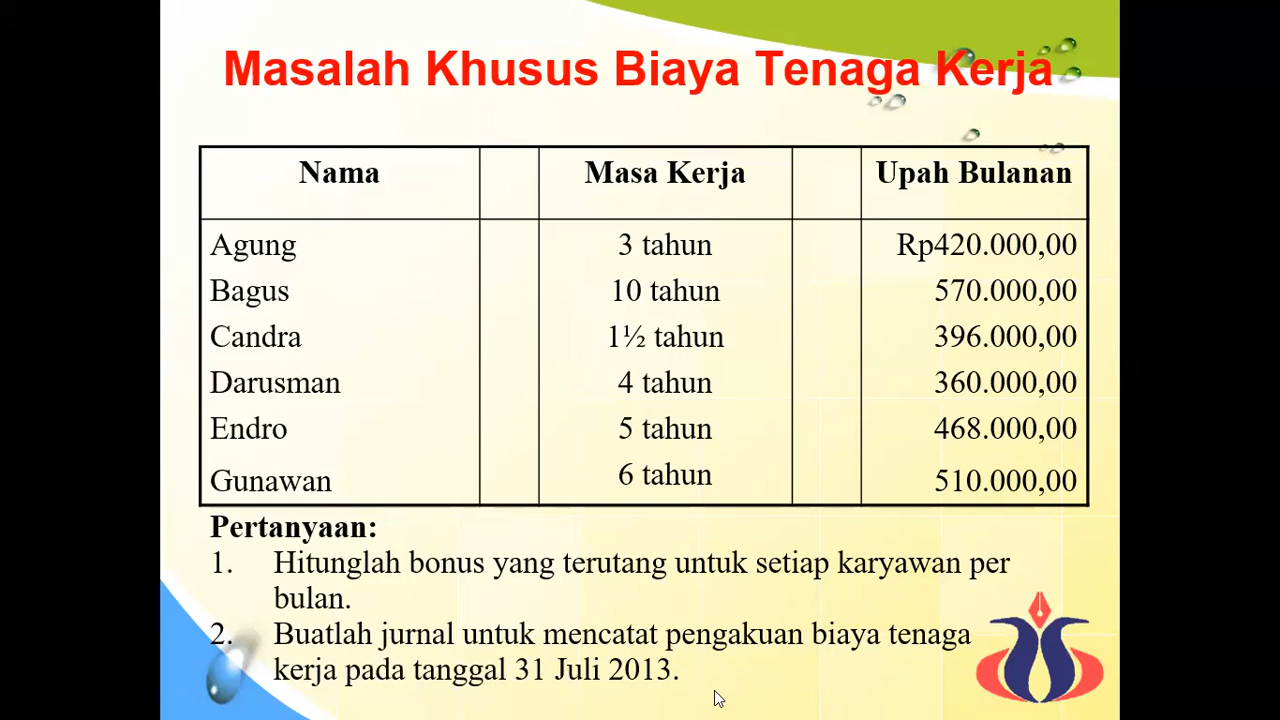 Masalah Khusus Biaya Tenaga Kerja
Nama Masa Kerja Upah Bulanan
Agung 3 tahun Rp420.000,00
Bagus 10 tahun 570.000,00
Candra 1½ tahun 396.000,00
Darusman 4 tahun 360.000,00
Endro 5 tahun 468.000,00
Gunawan 6 tahun 510.000,00
Pertanyaan:
1. Hitunglah bonus yang terutang untuk setiap karyawan per
bulan.
2. Buatlah jurnal untuk mencatat pengakuan biaya tenaga
kerja pada tanggal 31 Juli 2013.